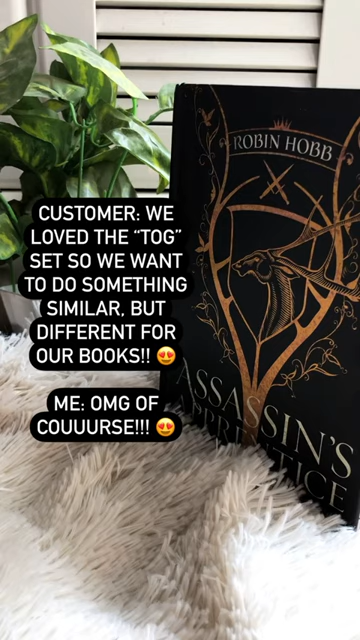 ROBIN HOBB
CUSTOMER: WE
LOVED THE “TOG”
SET SO WE WANT
TO DO SOMETHING
SIMILAR, BUT
DIFFERENT FOR
OUR BOOKS!! 😍
ME: OMG OF
COUUURSE!!! 😍
ASSASSIN'S
APPRENTICE